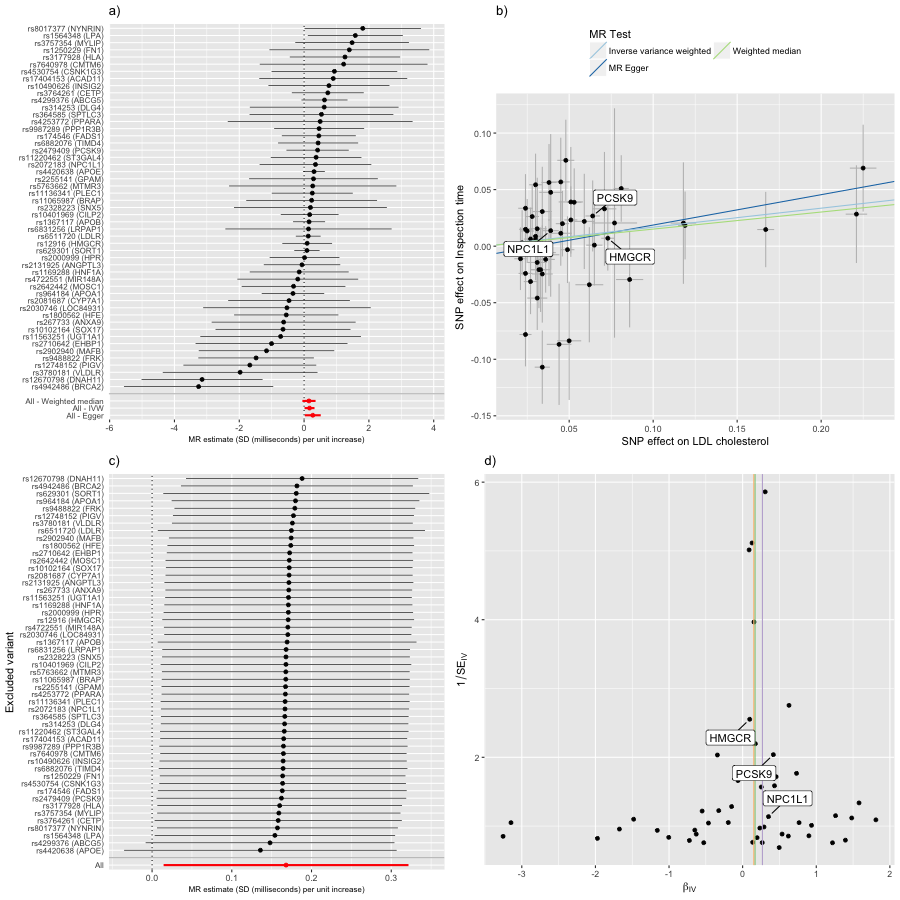 a)
rs8017377 (NYNRIN)
rs1564348 (LPA)
rs3757354 (MYLIP)
rs1250229 (FN1)
rs3177928 (HLA)
rs7640978 (CMTM6)
rs4530754 (CSNK1G3)
rs17404153 (ACAD11)
rs10490626 (INSIG2)
rs3764261 (CETP)
rs4299376 (ABCG5)
rs314253 (DLG4)
rs364585 (SPTLC3)
rs4253772 (PPARA)
rs9987289 (PPP1R3B)
rs174546 (FADS1)
rs6882076 (TIMD4)
rs2479409 (PCSK9)
rs11220462 (ST3GAL4)
rs2072183 (NPC1L1)
rs4420638 (APOE)
rs2255141 (GPAM)
rs5763662 (MTMR3)
rs11136341 (PLEC1)
rs11065987 (BRAP)
rs2328223 (SNX5)
rs10401969 (CILP2)
rs1367117 (APOB)
rs6831256 (LRPAP1)
rs6511720 (LDLR)
rs12916 (HMGCR)
rs629301 (SORT1)
rs2000999 (HPR)
rs2131925 (ANGPTL3)
rs1169288 (HNF1A)
rs4722551 (MIR148A)
rs2642442 (MOSC1)
rs964184 (APOA1)
rs2081687 (CYP7A1)
rs2030746 (LOC84931)
rs1800562 (HFE)
rs267733 (ANXA9)
rs10102164 (SOX17)
rs11563251 (UGT1A1)
rs2710642 (EHBP1)
rs2902940 (MAFB)
rs9488822 (FRK)
rs12748152 (PIGV)
rs3780181 (VLDLR)
rs12670798 (DNAH11)
rs4942486 (BRCA2)
All - Weighted median
All - IVW
All - Egger
-6 -4 -2 0 2 4
MR estimate (SD (milliseconds) per unit increase)
b)
MR Test
Inverse variance weighted
Weighted median
MR Egger
SNP effect on Inspection time
0.10
0.05
0.00
-0.05
-0.10
-0.15
PCSK9
NPC1L1
HMGCR
0.05 0.10 0.15 0.20
SNP effect on LDL cholesterol
c)
Excluded variant
rs12670798 (DNAH11)
rs4942486 (BRCA2)
rs629301 (SORT1)
rs964184 (APOA1)
rs9488822 (FRK)
rs12748152 (PIGV)
rs3780181 (VLDLR)
rs6511720 (LDLR)
rs2902940 (MAFB)
rs1800562 (HFE)
rs2710642 (EHBP1)
rs2642442 (MOSC1)
rs10102164 (SOX17)
rs2081687 (CYP7A1)
rs2131925 (ANGPTL3)
rs267733 (ANXA9)
rs11563251 (UGT1A1)
rs1169288 (HNF1A)
rs2000999 (HPR)
rs12916 (HMGCR)
rs4722551 (MIR148A)
rs2030746 (LOC84931)
rs1367117 (APOB)
rs6831256 (LRPAP1)
rs2328223 (SNX5)
rs10401969 (CILP2)
rs5763662 (MTMR3)
rs11065987 (BRAP)
rs2255141 (GPAM)
rs4253772 (PPARA)
rs11136341 (PLEC1)
rs2072183 (NPC1L1)
rs364585 (SPTLC3)
rs314253 (DLG4)
rs11220462 (ST3GAL4)
rs17404153 (ACAD11)
rs9987289 (PPP1R3B)
rs7640978 (CMTM6)
rs10490626 (INSIG2)
rs6882076 (TIMD4)
rs1250229 (FN1)
rs4530754 (CSNK1G3)
rs174546 (FADS1)
rs2479409 (PCSK9)
rs3177928 (HLA)
rs3757354 (MYLIP)
rs3764261 (CETP)
rs8017377 (NYNRIN)
rs1564348 (LPA)
rs4299376 (ABCG5)
rs4420638 (APOE)
All
0.0 0.1 0.2 0.3
MR estimate (SD (milliseconds) per unit increase)
d)
1/SE_IV
6
4
2
HMGCR
PCSK9
NPC1L1
-3 -2 -1 0 1 2
β_IV